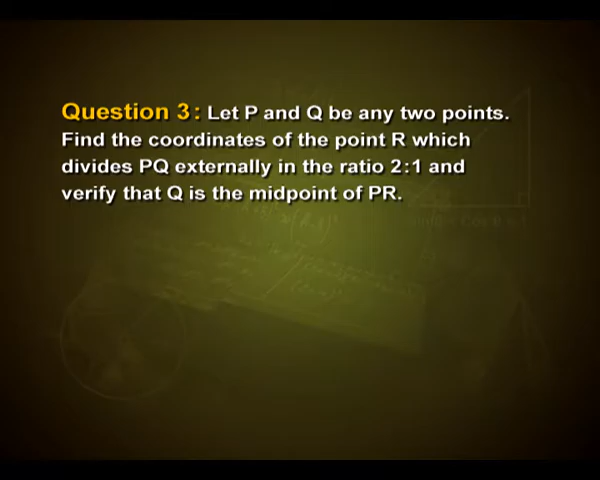 Question 3: Let P and Q be any two points.
Find the coordinates of the point R which
divides PQ externally in the ratio 2:1 and
verify that Q is the midpoint of PR.